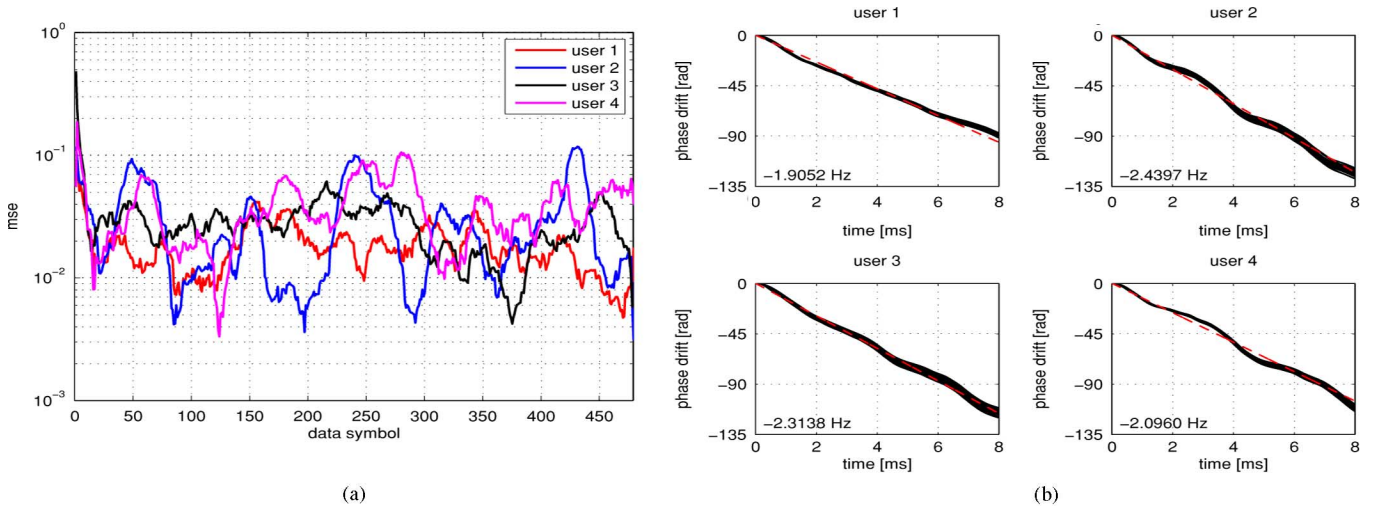 10^0
10^-1
10^-2
10^-3
mse
0 50 100 150 200 250 300 350 400 450
data symbol
user 1
user 2
user 3
user 4
(a)
user 1
0
−45
−90
−135
phase drift [rad]
−1.9052 Hz
0 2 4 6 8
time [ms]
user 2
0
−45
−90
−135
phase drift [rad]
−2.4397 Hz
0 2 4 6 8
time [ms]
user 3
0
−45
−90
−135
phase drift [rad]
−2.3138 Hz
0 2 4 6 8
time [ms]
user 4
0
−45
−90
−135
phase drift [rad]
−2.0960 Hz
0 2 4 6 8
time [ms]
(b)